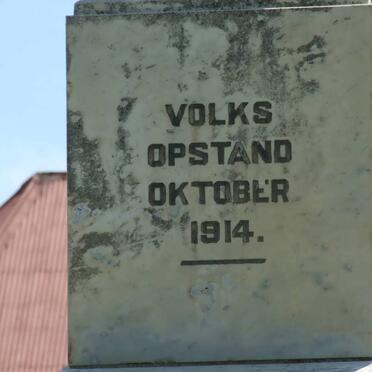 VOLKS
OPSTAND
OKTOBER
1914.